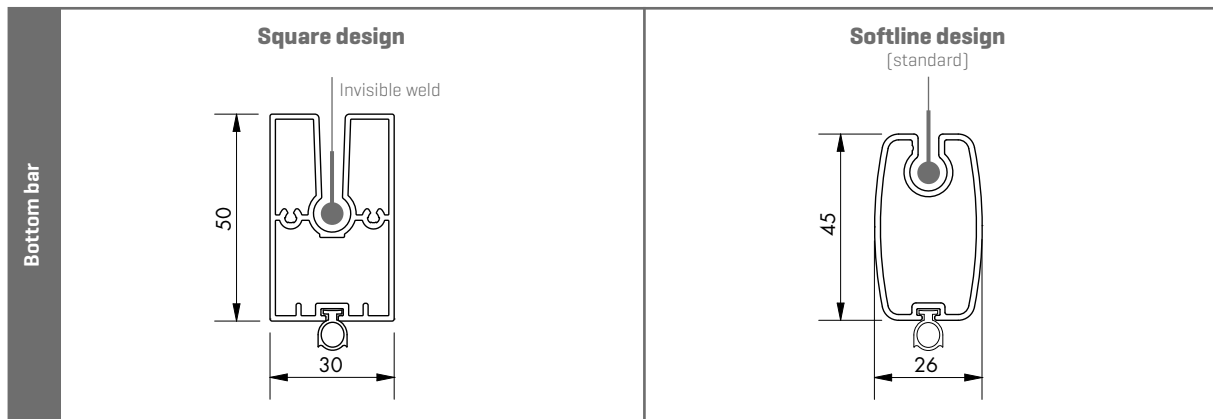 Bottom bar
Square design
Invisible weld
50
30
Softline design
(standard)
45
26